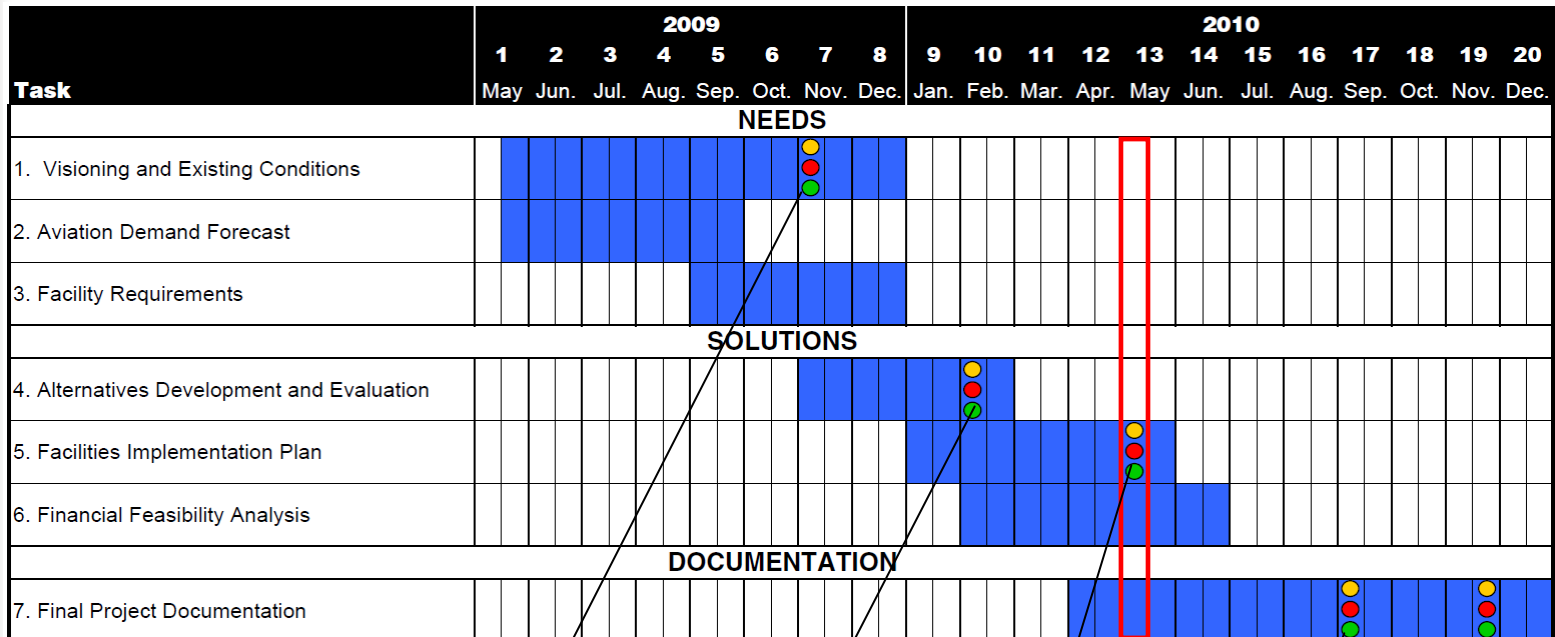 2009 2010
1 2 3 4 5 6 7 8 9 10 11 12 13 14 15 16 17 18 19 20
Task May Jun. Jul. Aug. Sep. Oct. Nov. Dec. Jan. Feb. Mar. Apr. May Jun. Jul. Aug. Sep. Oct. Nov. Dec.
NEEDS
1. Visioning and Existing Conditions
2. Aviation Demand Forecast
3. Facility Requirements
SOLUTIONS
4. Alternatives Development and Evaluation
5. Facilities Implementation Plan
6. Financial Feasibility Analysis
DOCUMENTATION
7. Final Project Documentation